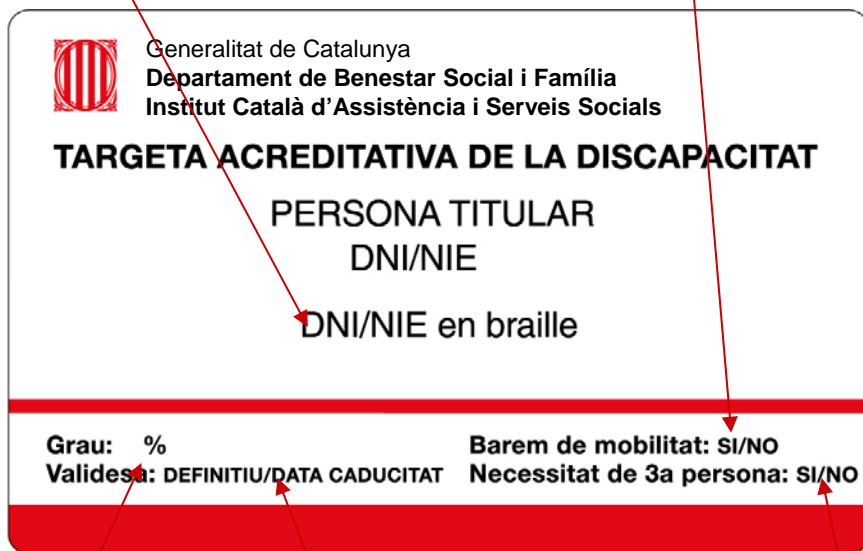 Generalitat de Catalunya
Departament de Benestar Social i Família
Institut Català d'Assistència i Serveis Socials
TARGETA ACREDITATIVA DE LA DISCAPACITAT
PERSONA TITULAR
DNI/NIE
DNI/NIE en braille
Grau: %
Validesa: DEFINITIU/DATA CADUCITAT
Barem de mobilitat: SI/NO
Necessitat de 3a persona: SI/NO